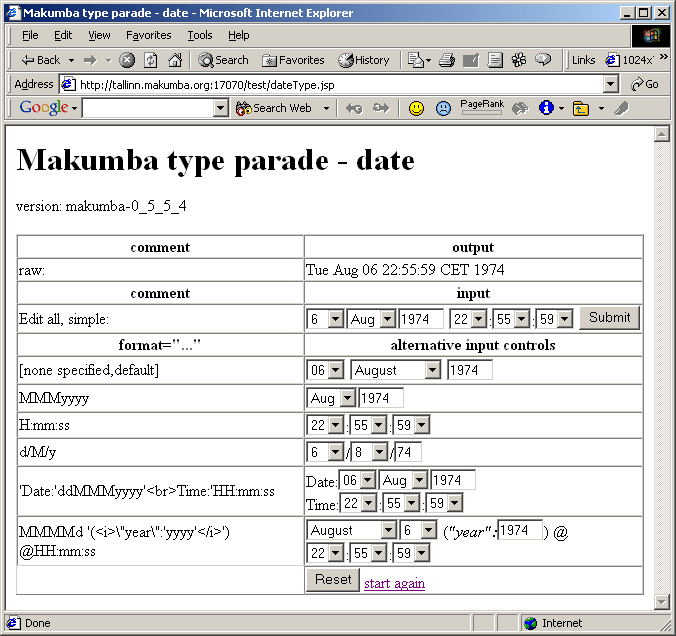 Makumba type parade - date - Microsoft Internet Explorer
File Edit View Favorites Tools Help
Back Search Favorites History Links 1024x »
Address http://tallinn.makumba.org:17070/test/dateType.jsp Go
Google Search Web PageRank
Makumba type parade - date
version: makumba-0_5_5_4
comment output
raw: Tue Aug 06 22:55:59 CET 1974
comment input
Edit all, simple: 6 Aug 1974 22:55:59 Submit
format="..." alternative input controls
[none specified,default] 06 August 1974
MMMyyyy Aug 1974
H:mm:ss 22:55:59
d/M/y 6/8/74
'Date:'ddMMMyyyy'<br>Time:'HH:mm:ss Date:06 Aug 1974
Time:22:55:59
MMMMd '(<i>\"year\":'yyyy'</i>') August 6 ("year":1974) @
@HH:mm:ss 22:55:59
Reset start again
Done Internet